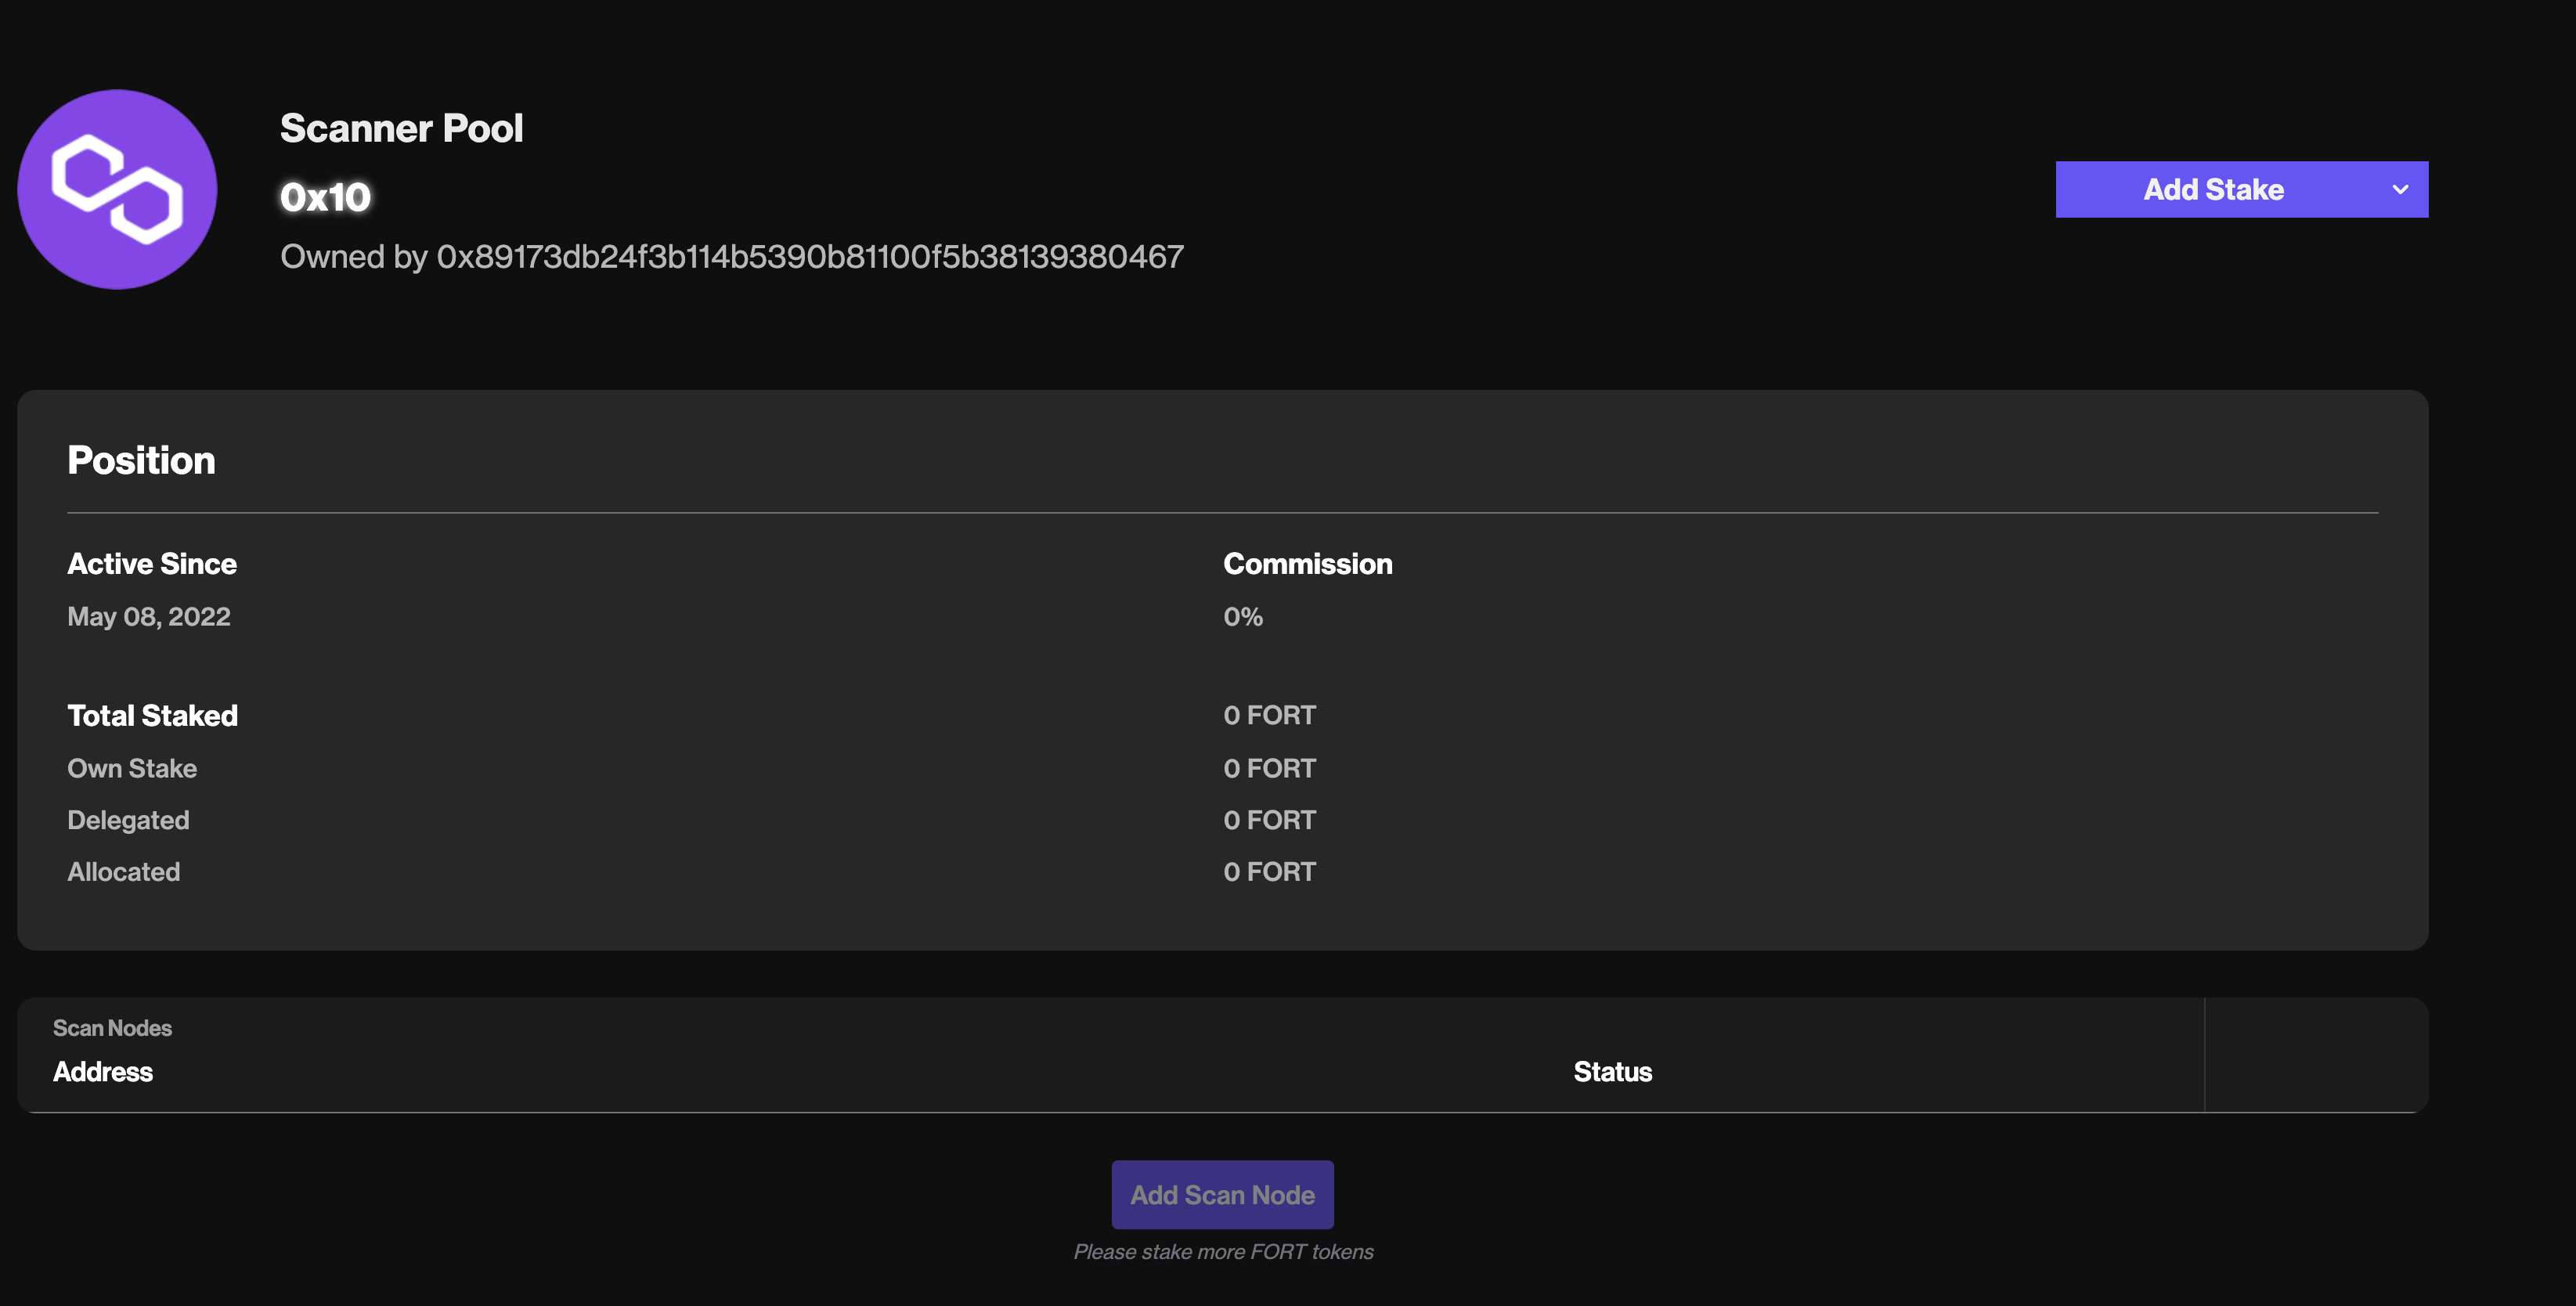 Scanner Pool
0x10
Owned by 0x89173db24f3b114b5390b81100f5b38139380467
Add Stake
Position
Active Since
Commission
May 08, 2022
0%
Total Staked
0 FORT
Own Stake
0 FORT
Delegated
0 FORT
Allocated
0 FORT
Scan Nodes
Address
Status
Add Scan Node
Please stake more FORT tokens